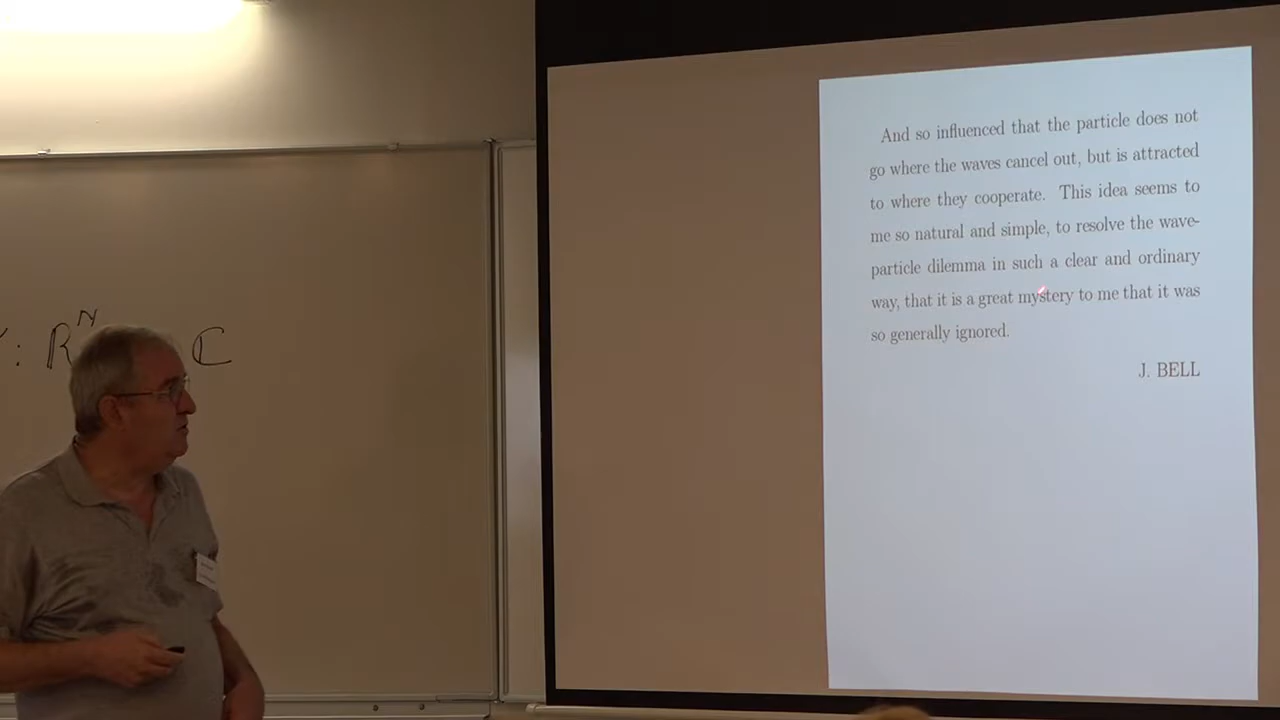 : R^N C
And so influenced that the particle does not
go where the waves cancel out, but is attracted
to where they cooperate. This idea seems to
me so natural and simple, to resolve the wave-
particle dilemma in such a clear and ordinary
way, that it is a great mystery to me that it was
so generally ignored.
J. BELL